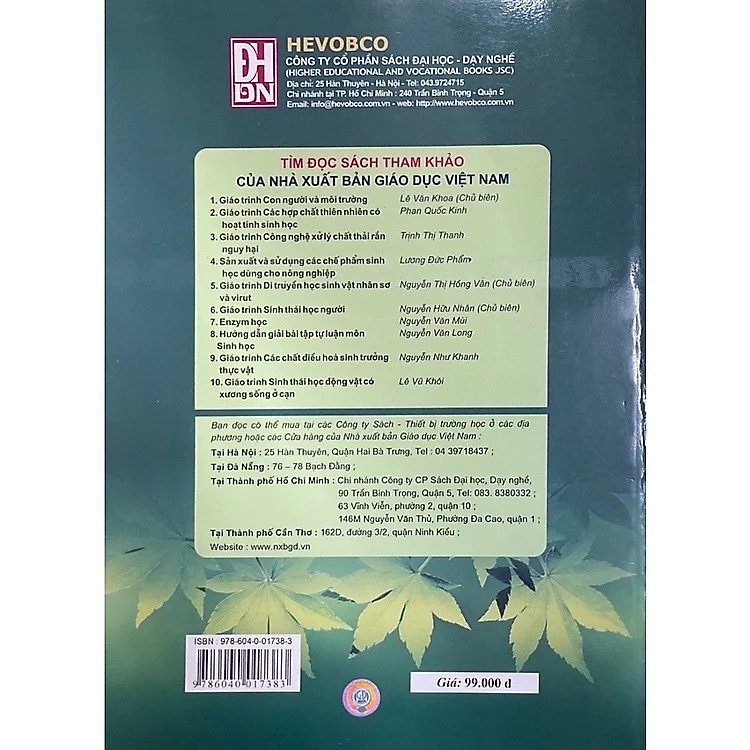 ĐH
DN
HEVOBCO
CÔNG TY CỔ PHẦN SÁCH ĐẠI HỌC - DẠY NGHỀ
(HIGHER EDUCATIONAL AND VOCATIONAL BOOKS JSC)
Địa chỉ: 25 Hàn Thuyên - Hà Nội - Tel: 043.9724715
Chi nhánh tại TP. Hồ Chí Minh : 240 Trần Bình Trọng - Quận 5
Email: info@hevobco.com.vn - web: http://www.hevobco.com.vn
TÌM ĐỌC SÁCH THAM KHẢO
CỦA NHÀ XUẤT BẢN GIÁO DỤC VIỆT NAM
1. Giáo trình Con người và môi trường Lê Văn Khoa (Chủ biên)
2. Giáo trình Các hợp chất thiên nhiên có Phan Quốc Kinh
hoạt tính sinh học
3. Giáo trình Công nghệ xử lý chất thải rắn Trịnh Thị Thanh
nguy hại
4. Sản xuất và sử dụng các chế phẩm sinh Lương Đức Phẩm
học dùng cho nông nghiệp
5. Giáo trình Di truyền học sinh vật nhân sơ Nguyễn Thị Hồng Vân (Chủ biên)
và virut
6. Giáo trình Sinh thái học người Nguyễn Hữu Nhân (Chủ biên)
7. Enzym học Nguyễn Văn Mùi
8. Hướng dẫn giải bài tập tự luận môn Nguyễn Văn Long
Sinh học
9. Giáo trình Các chất điều hoà sinh trưởng Nguyễn Như Khanh
thực vật
10. Giáo trình Sinh thái học động vật có Lê Vũ Khôi
xương sống ở cạn
Bạn đọc có thể mua tại các Công ty Sách - Thiết bị trường học ở các địa
phương hoặc các Cửa hàng của Nhà xuất bản Giáo dục Việt Nam :
Tại Hà Nội : 25 Hàn Thuyên, Quận Hai Bà Trưng, Tel : 04 39718437 ;
Tại Đà Nẵng : 76 – 78 Bạch Đằng ;
Tại Thành phố Hồ Chí Minh : Chi nhánh Công ty CP Sách Đại học, Dạy nghề,
90 Trần Bình Trọng, Quận 5, Tel: 083. 8380332 ;
63 Vĩnh Viễn, phường 2, quận 10 ;
146M Nguyễn Văn Thủ, Phường Đa Cao, quận 1 ;
Tại Thành phố Cần Thơ : 162D, đường 3/2, quận Ninh Kiều ;
Website : www.nxbgd.vn
ISBN : 978-604-0-01738-3
9786040017383
Giá: 99.000 đ